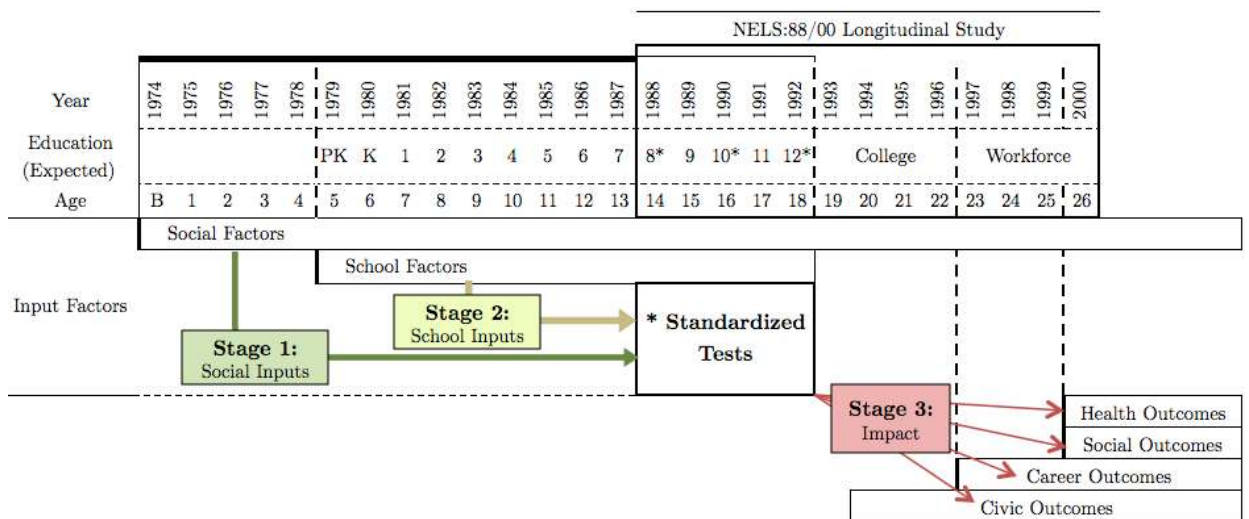 NELS:88/00 Longitudinal Study
Year 1974 1975 1976 1977 1978 1979 1980 1981 1982 1983 1984 1985 1986 1987 1988 1989 1990 1991 1992 1993 1994 1995 1996 1997 1998 1999 2000
Education
(Expected)
PK K 1 2 3 4 5 6 7 8* 9 10* 11 12* College Workforce
Age B 1 2 3 4 5 6 7 8 9 10 11 12 13 14 15 16 17 18 19 20 21 22 23 24 25 26
Social Factors
School Factors
Input Factors
Stage 1:
Social Inputs
Stage 2:
School Inputs
* Standardized
Tests
Stage 3:
Impact
Health Outcomes
Social Outcomes
Career Outcomes
Civic Outcomes